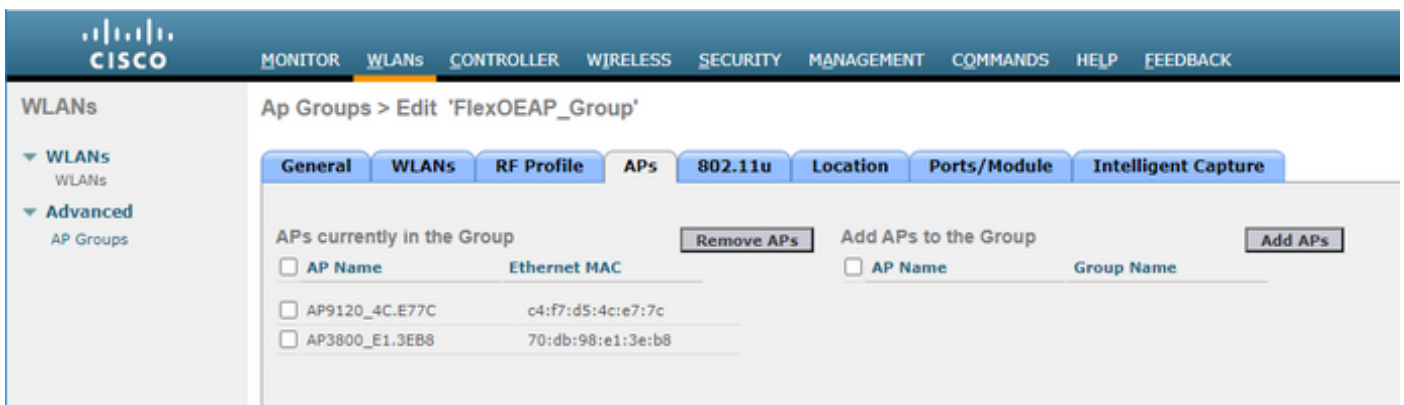 CISCO
MONITOR WLANs CONTROLLER WIRELESS SECURITY MANAGEMENT COMMANDS HELP FEEDBACK
WLANs
Ap Groups > Edit 'FlexOEAP_Group'
WLANs
WLANs
Advanced
AP Groups
General WLANs RF Profile APs 802.11u Location Ports/Module Intelligent Capture
APs currently in the Group Remove APs
AP Name Ethernet MAC
AP9120_4C.E77C c4:f7:d5:4c:e7:7c
AP3800_E1.3EB8 70:db:98:e1:3e:b8
Add APs to the Group Add APs
AP Name Group Name